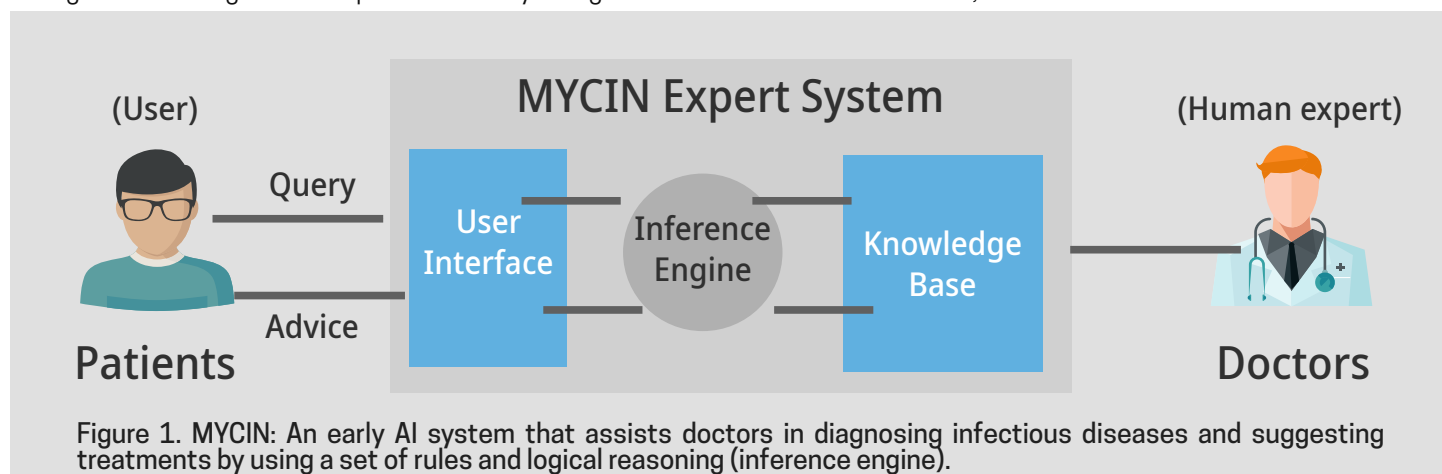 MYCIN Expert System
(User)
(Human expert)
Query
User
Interface
Inference
Engine
Knowledge
Base
Advice
Patients
Doctors
Figure 1. MYCIN: An early AI system that assists doctors in diagnosing infectious diseases and suggesting
treatments by using a set of rules and logical reasoning (inference engine).